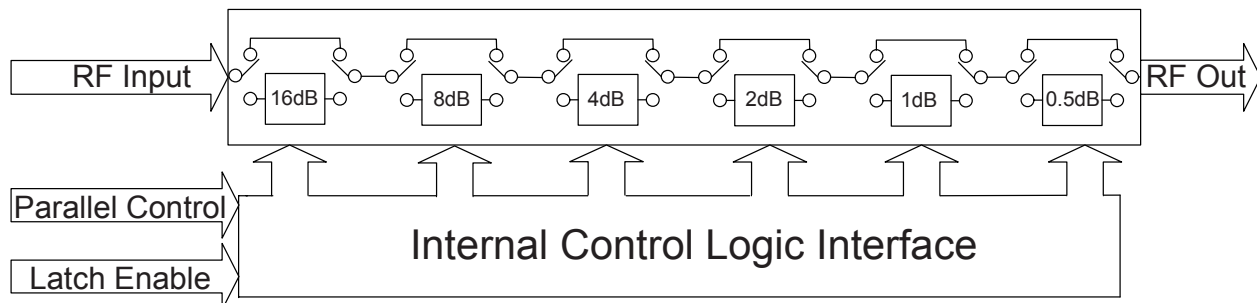 RF Input
16dB
8dB
4dB
2dB
1dB
0.5dB
RF Out
Parallel Control
Internal Control Logic Interface
Latch Enable